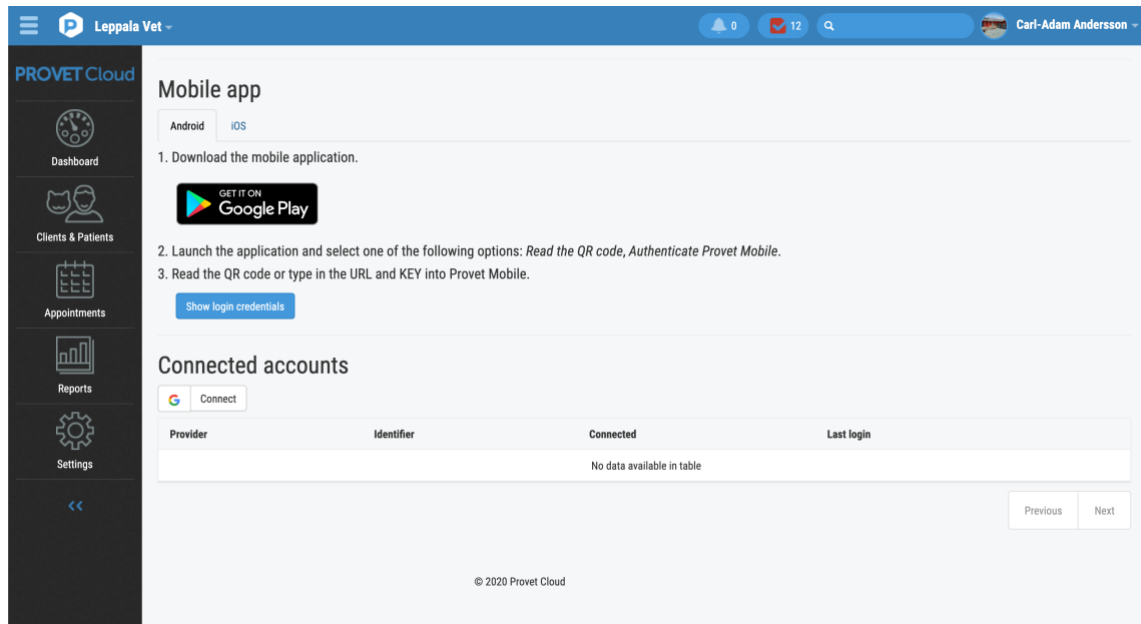 Leppala Vet
0
12
Carl-Adam Andersson
PROVET Cloud
Dashboard
Clients & Patients
Appointments
Reports
Settings
<<
Mobile app
Android iOS
1. Download the mobile application.
GET IT ON
Google Play
2. Launch the application and select one of the following options: Read the QR code, Authenticate Provet Mobile.
3. Read the QR code or type in the URL and KEY into Provet Mobile.
Show login credentials
Connected accounts
G Connect
Provider Identifier Connected Last login
No data available in table
Previous Next
© 2020 Provet Cloud